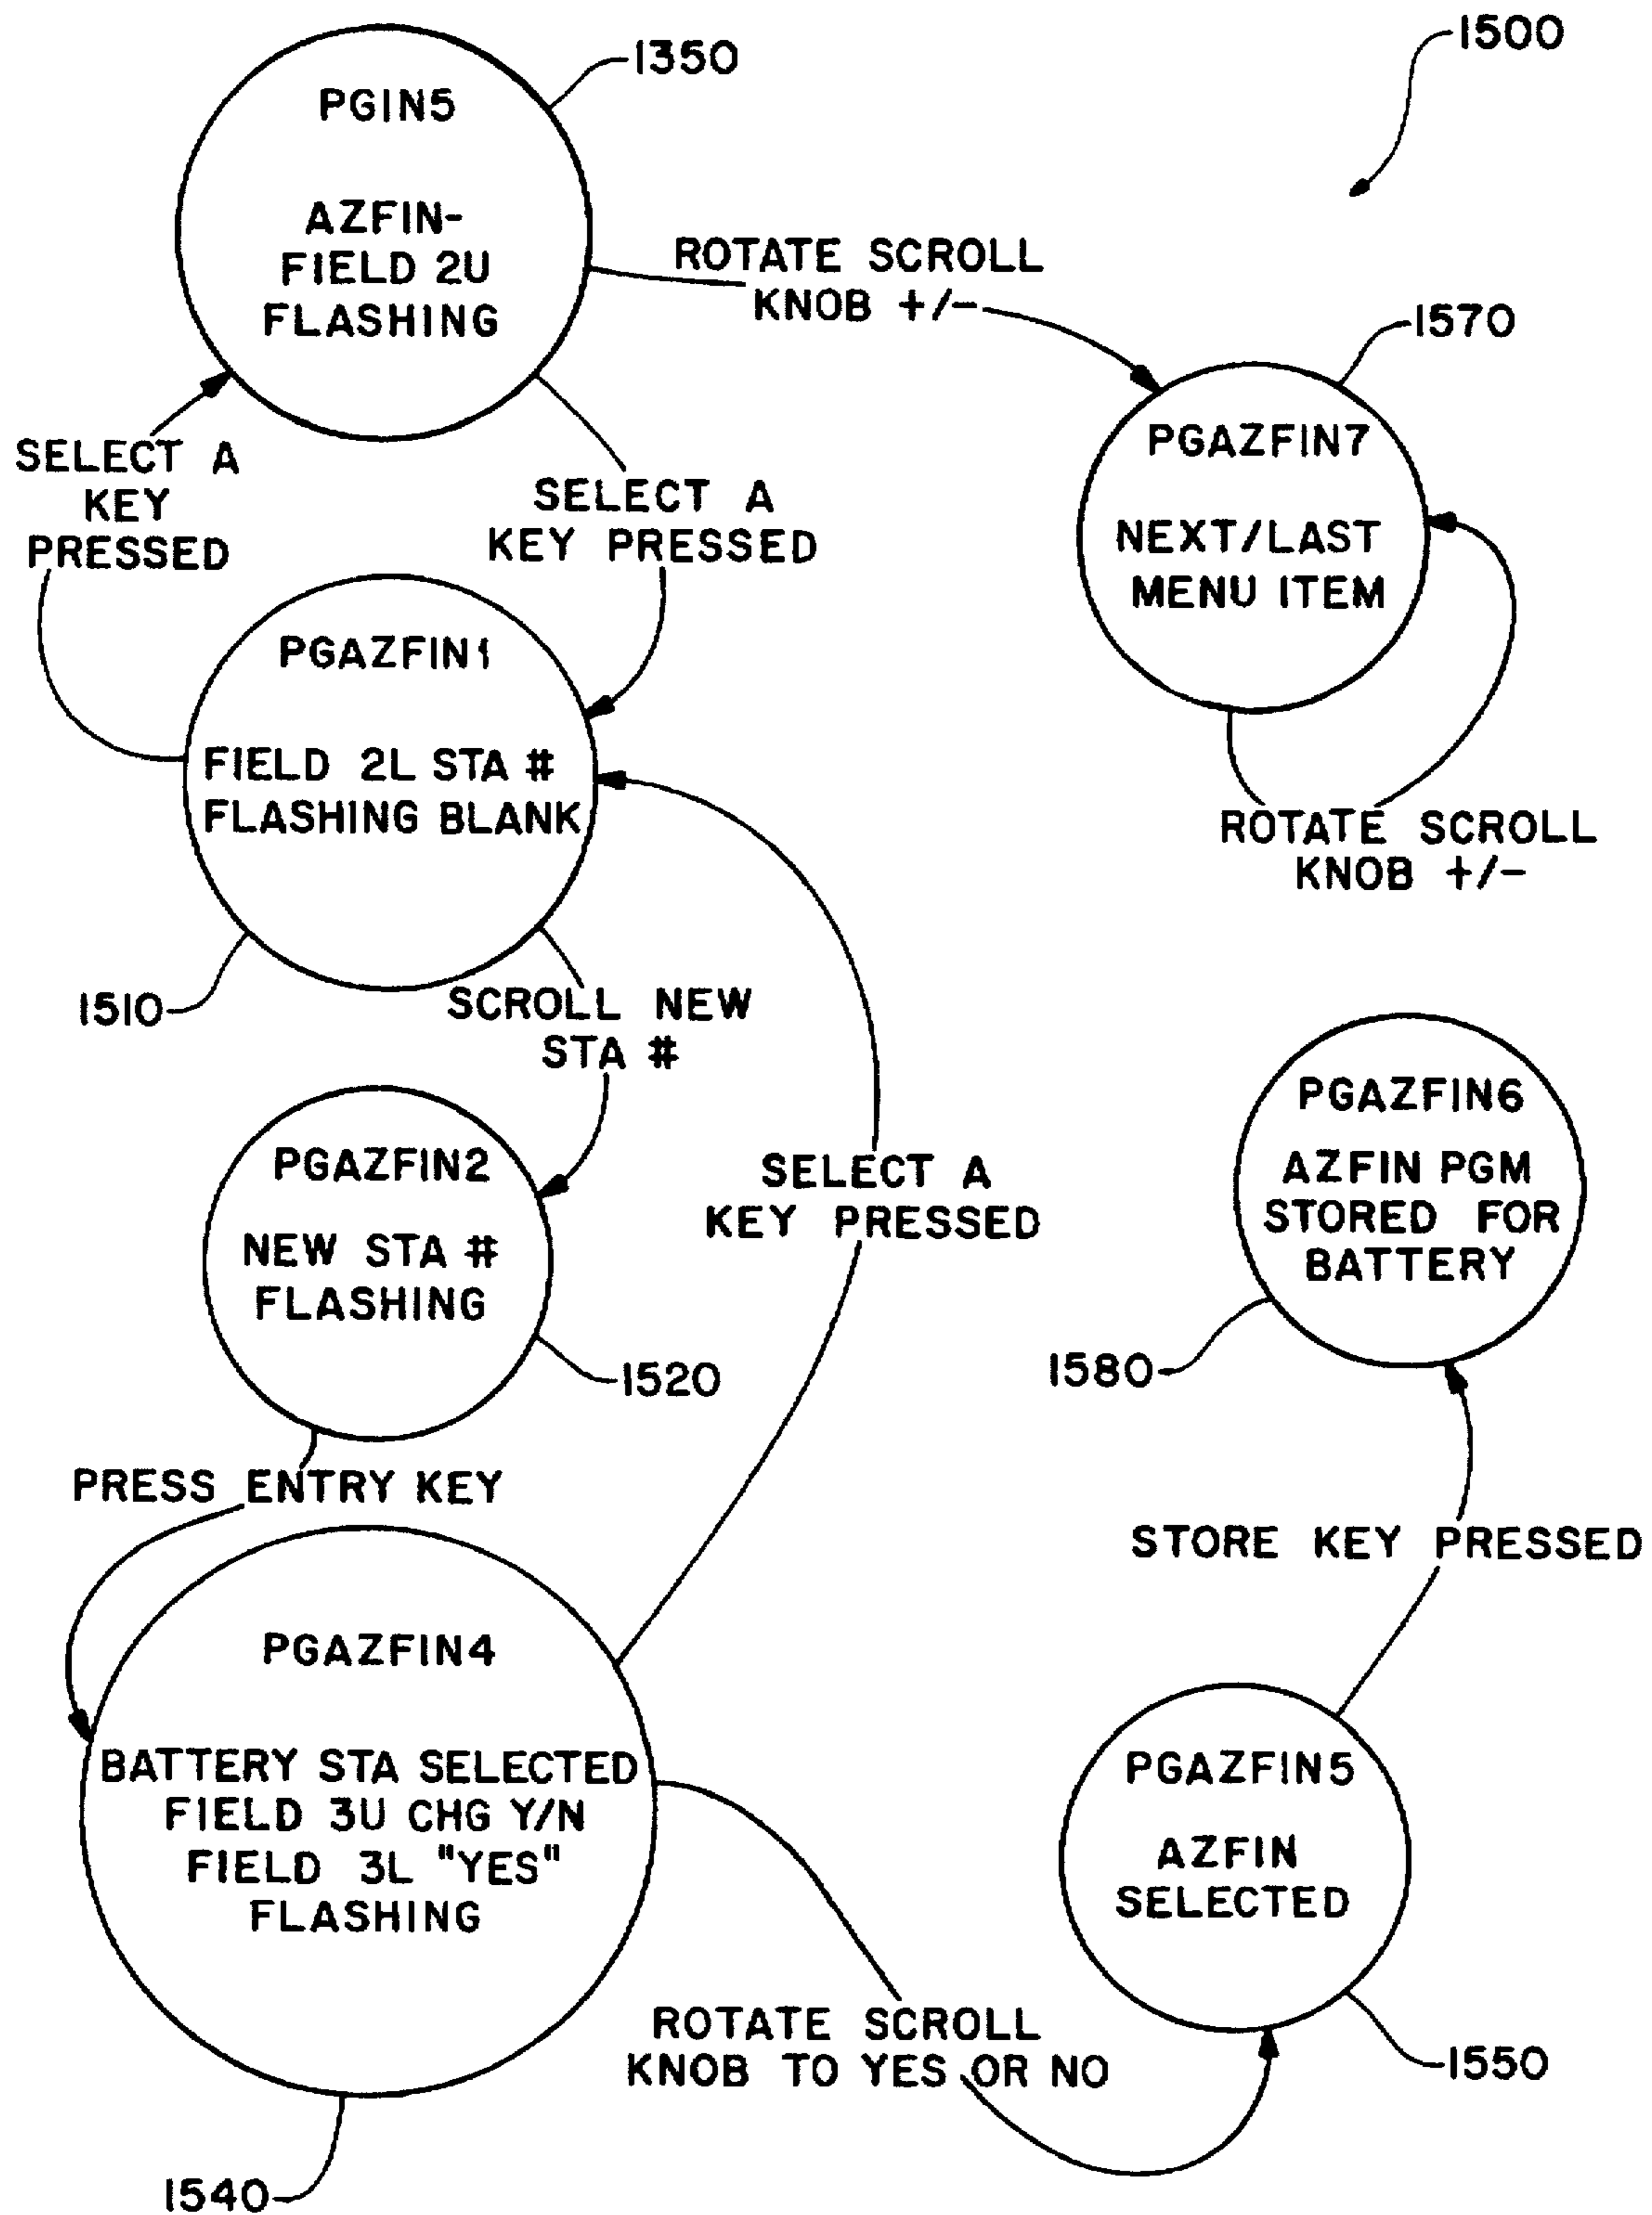 1350
1500
PGIN5
AZFIN-
FIELD 2U
FLASHING
ROTATE SCROLL
KNOB +/-
1570
PGAZFIN7
NEXT/LAST
MENU ITEM
ROTATE SCROLL
KNOB +/-
SELECT A
KEY
PRESSED
SELECT A
KEY PRESSED
PGAZFIN1
FIELD 2L STA #
FLASHING BLANK
1510
SCROLL NEW
STA #
PGAZFIN2
NEW STA #
FLASHING
1520
SELECT A
KEY PRESSED
PGAZFIN6
AZFIN PGM
STORED FOR
BATTERY
1580
PRESS ENTRY KEY
STORE KEY PRESSED
PGAZFIN4
BATTERY STA SELECTED
FIELD 3U CHG Y/N
FIELD 3L "YES"
FLASHING
PGAZFIN5
AZFIN
SELECTED
ROTATE SCROLL
KNOB TO YES OR NO
1550
1540